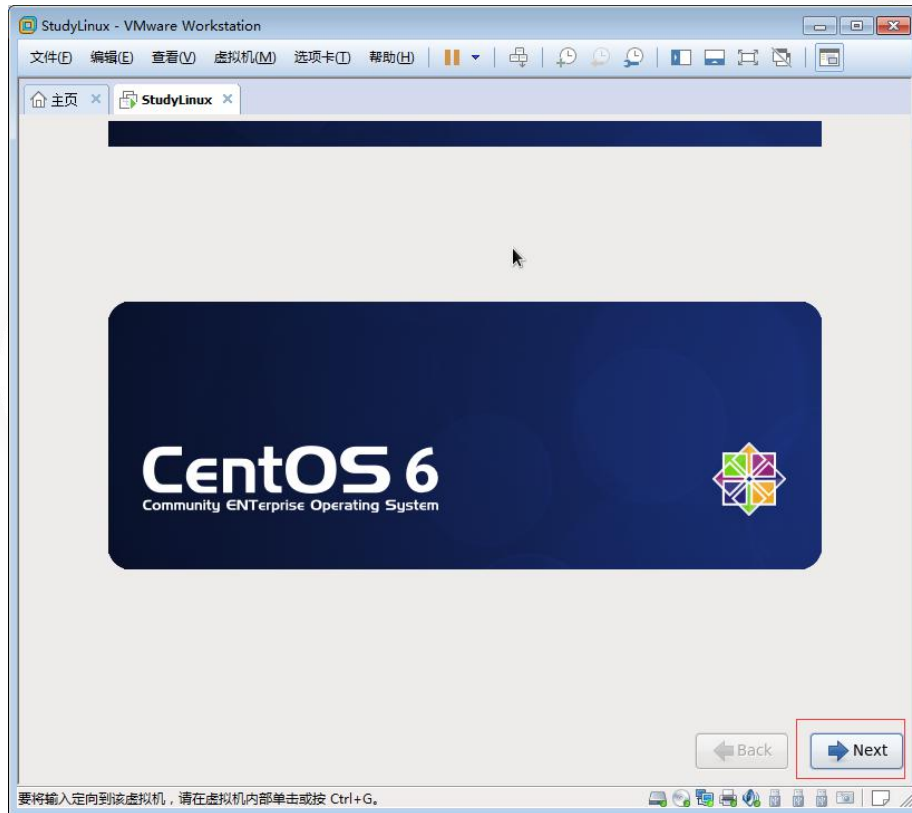 StudyLinux - VMware Workstation
文件(F) 编辑(E) 查看(V) 虚拟机(M) 选项卡(T) 帮助(H)
主页 StudyLinux
CentOS 6
Community ENTerprise Operating System
Back Next
要将输入定向到该虚拟机，请在虚拟机内部单击或按 Ctrl+G。